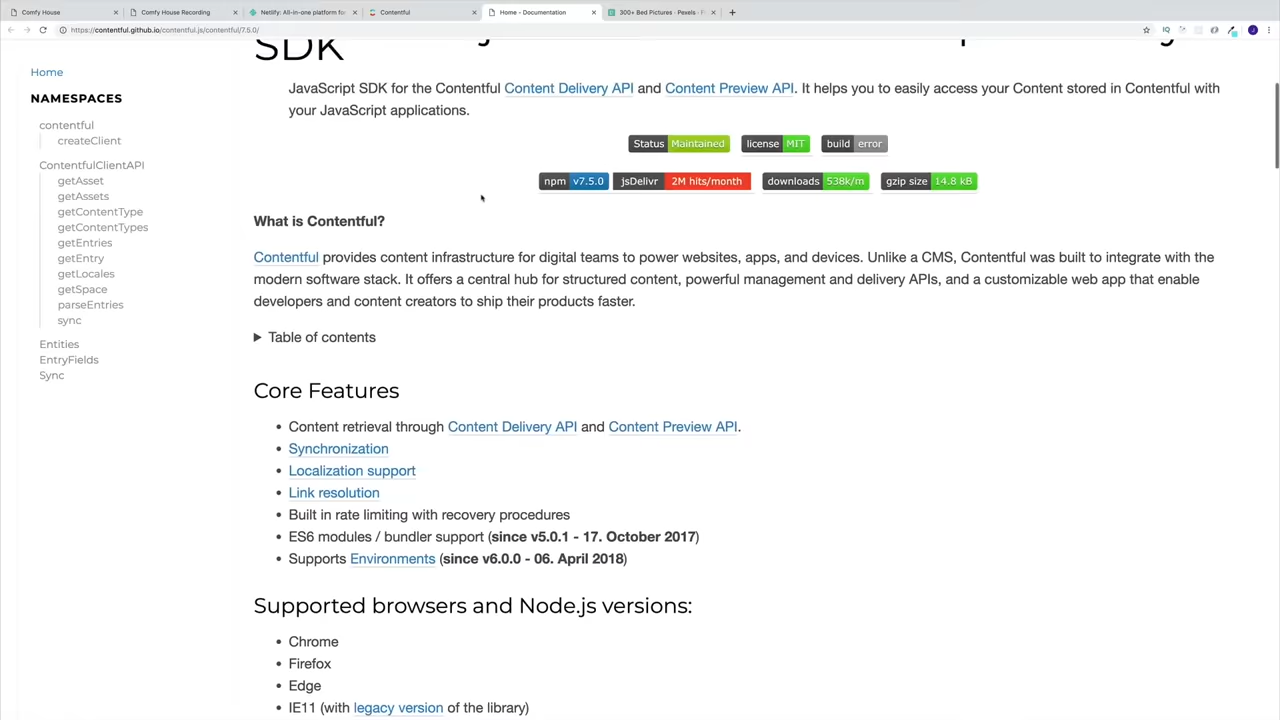 Comfy House
Comfy House Recording
Netlify: All-in-one platform for
Contentful
Home - Documentation
300+ Bed Pictures · Pexels · F
https://contentful.github.io/contentful.js/contentful/7.5.0/
Home
NAMESPACES
contentful
createClient
ContentfulClientAPI
getAsset
getAssets
getContentType
getContentTypes
getEntries
getEntry
getLocales
getSpace
parseEntries
sync
Entities
EntryFields
Sync
SDK
JavaScript SDK for the Contentful Content Delivery API and Content Preview API. It helps you to easily access your Content stored in Contentful with
your JavaScript applications.
Status Maintained license MIT build error
npm v7.5.0 jsDelivr 2M hits/month downloads 538k/m gzip size 14.8 kB
What is Contentful?
Contentful provides content infrastructure for digital teams to power websites, apps, and devices. Unlike a CMS, Contentful was built to integrate with the
modern software stack. It offers a central hub for structured content, powerful management and delivery APIs, and a customizable web app that enable
developers and content creators to ship their products faster.
Table of contents
Core Features
• Content retrieval through Content Delivery API and Content Preview API.
• Synchronization
• Localization support
• Link resolution
• Built in rate limiting with recovery procedures
• ES6 modules / bundler support (since v5.0.1 - 17. October 2017)
• Supports Environments (since v6.0.0 - 06. April 2018)
Supported browsers and Node.js versions:
• Chrome
• Firefox
• Edge
• IE11 (with legacy version of the library)